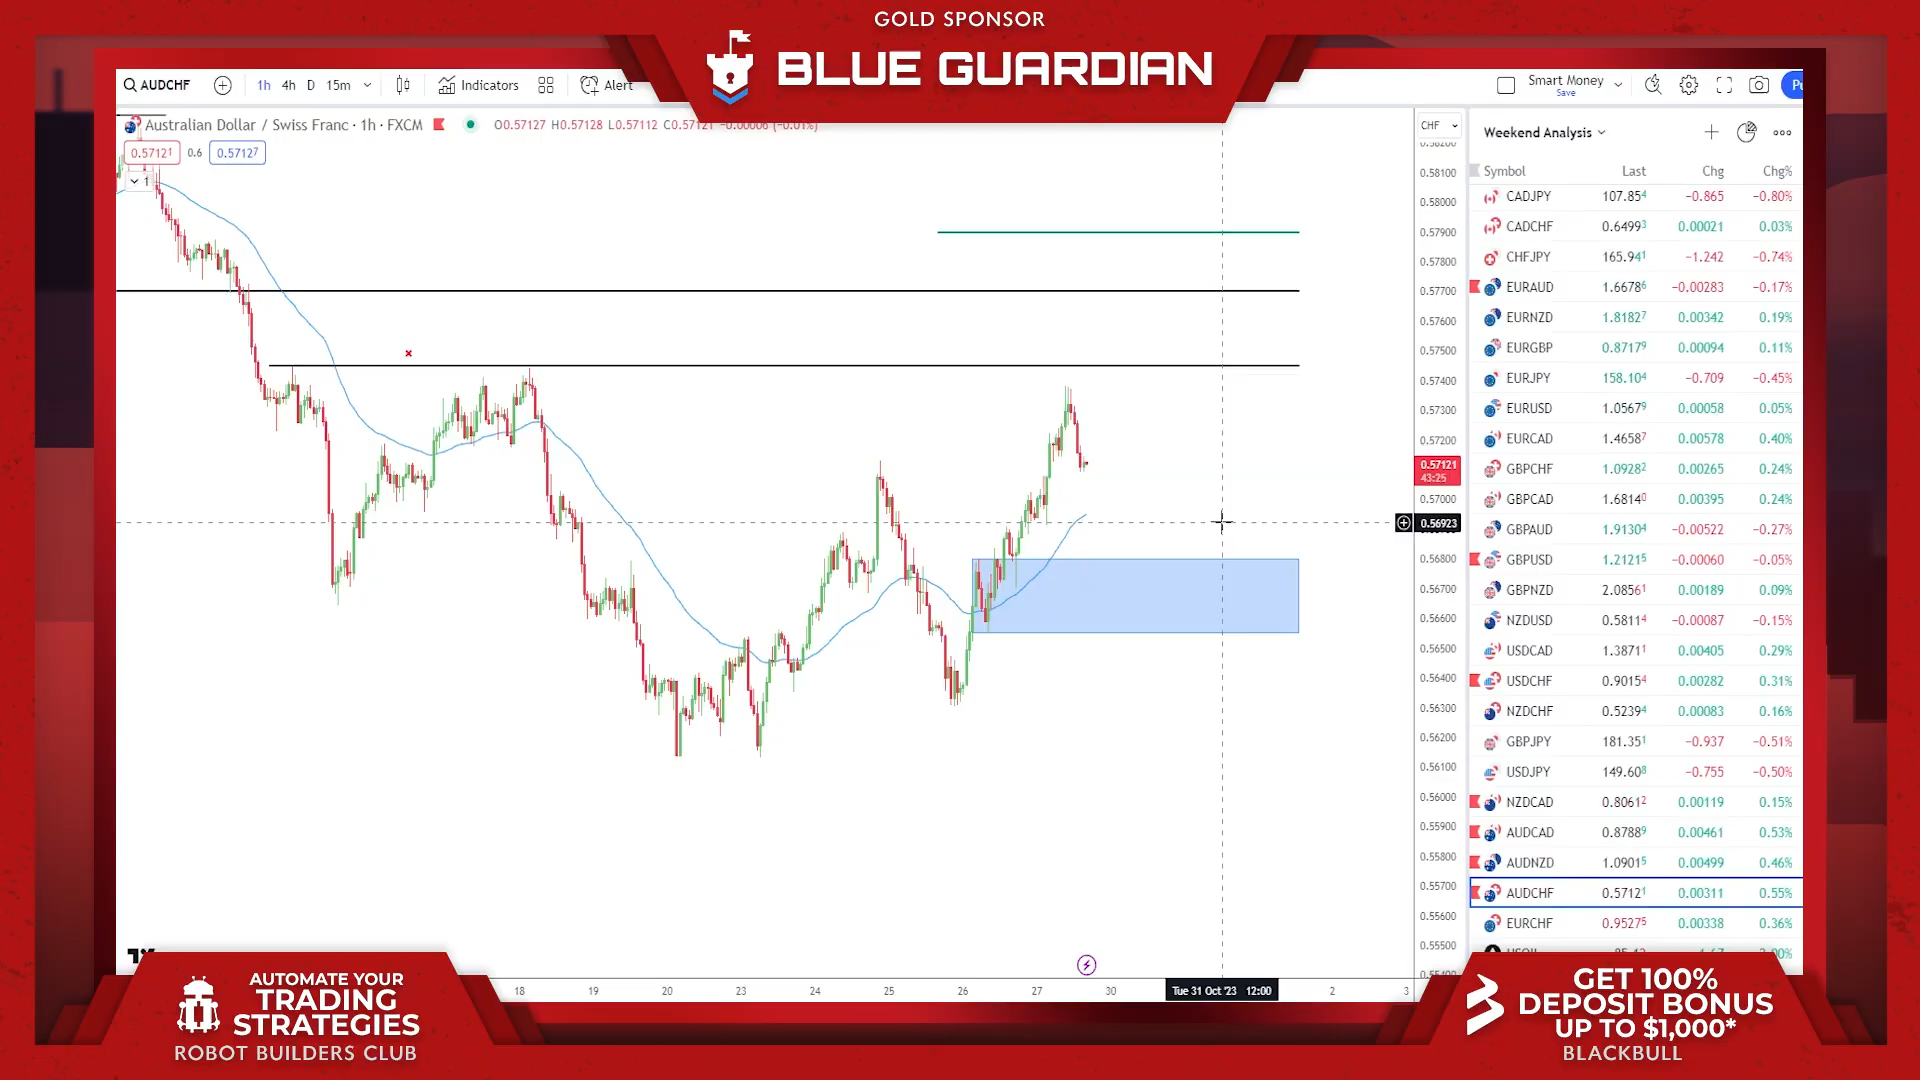 GOLD SPONSOR
BLUE GUARDIAN
AUDCHF 1h 4h D 15m Indicators Alert Smart Money
Save
Australian Dollar / Swiss Franc · 1h · FXCM O0.57127 H0.57128 L0.57112 C0.57121 −0.00006 (−0.01%)
0.57121 0.6 0.57127
1
CHF
0.58100
0.58000
0.57900
0.57800
0.57700
0.57600
0.57500
0.57400
0.57300
0.57200
0.57121
43:25
0.57000
0.56923
0.56800
0.56700
0.56600
0.56500
0.56400
0.56300
0.56200
0.56100
0.56000
0.55900
0.55800
0.55700
0.55600
0.55500
18 19 20 23 24 25 26 27 30 Tue 31 Oct '23 12:00 2 3
Weekend Analysis
Symbol Last Chg Chg%
CADJPY 107.854 −0.865 −0.80%
CADCHF 0.64993 0.00021 0.03%
CHFJPY 165.941 −1.242 −0.74%
EURAUD 1.66786 −0.00283 −0.17%
EURNZD 1.81827 0.00342 0.19%
EURGBP 0.87179 0.00094 0.11%
EURJPY 158.104 −0.709 −0.45%
EURUSD 1.05679 0.00058 0.05%
EURCAD 1.46587 0.00578 0.40%
GBPCHF 1.09282 0.00265 0.24%
GBPCAD 1.68140 0.00395 0.24%
GBPAUD 1.91304 −0.00522 −0.27%
GBPUSD 1.21215 −0.00060 −0.05%
GBPNZD 2.08561 0.00189 0.09%
NZDUSD 0.58114 −0.00087 −0.15%
USDCAD 1.38711 0.00405 0.29%
USDCHF 0.90154 0.00282 0.31%
NZDCHF 0.52394 0.00083 0.16%
GBPJPY 181.351 −0.937 −0.51%
USDJPY 149.608 −0.755 −0.50%
NZDCAD 0.80612 0.00119 0.15%
AUDCAD 0.87889 0.00461 0.53%
AUDNZD 1.09015 0.00499 0.46%
AUDCHF 0.57121 0.00311 0.55%
EURCHF 0.95275 0.00338 0.36%
AUTOMATE YOUR
TRADING
STRATEGIES
ROBOT BUILDERS CLUB
GET 100%
DEPOSIT BONUS
UP TO $1,000*
BLACKBULL